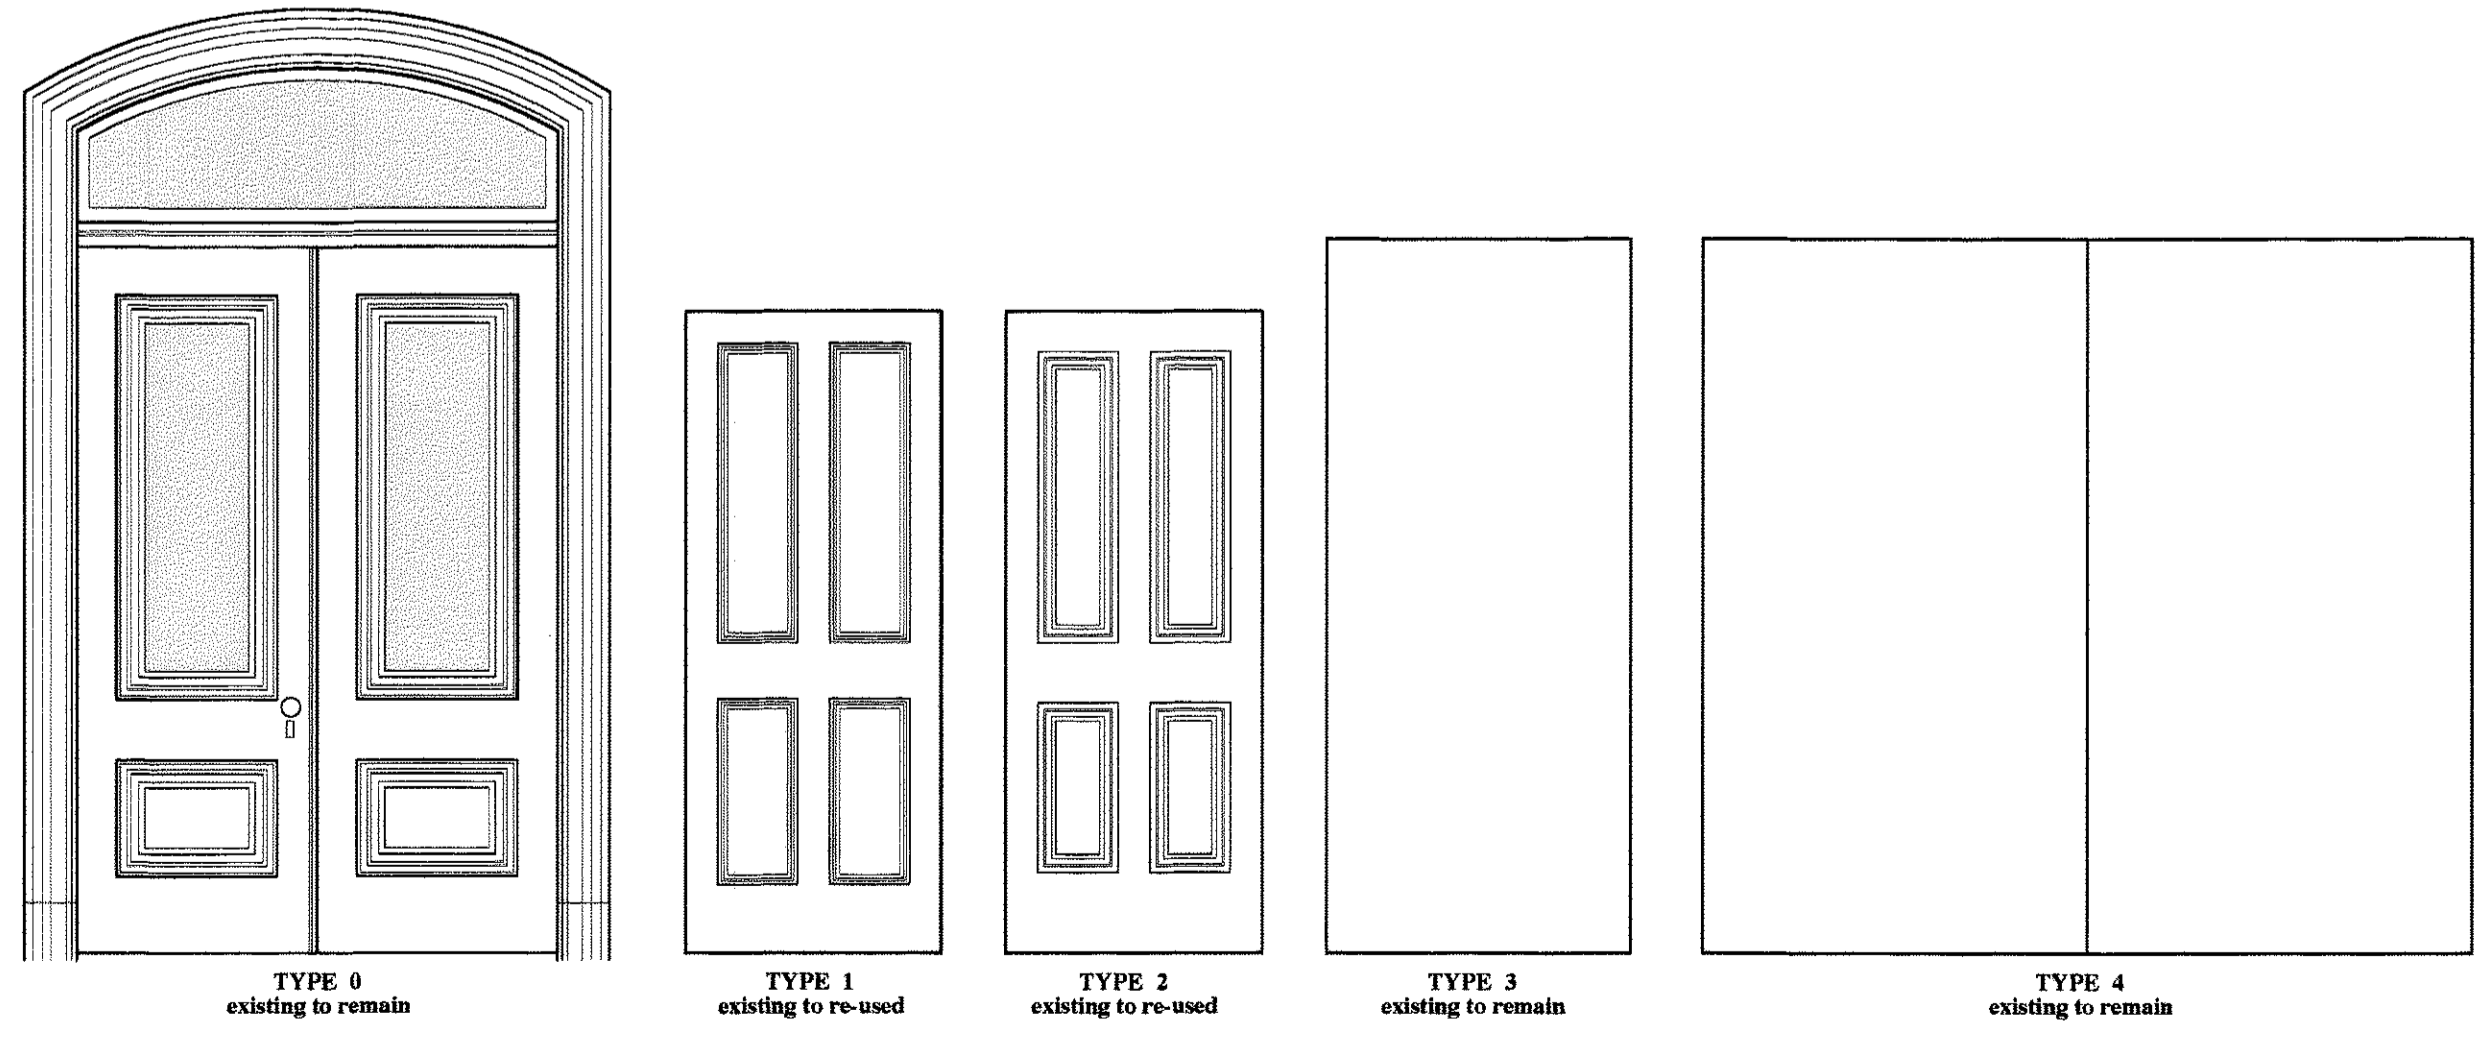 TYPE 0
existing to remain
TYPE 1
existing to re-used
TYPE 2
existing to re-used
TYPE 3
existing to remain
TYPE 4
existing to remain